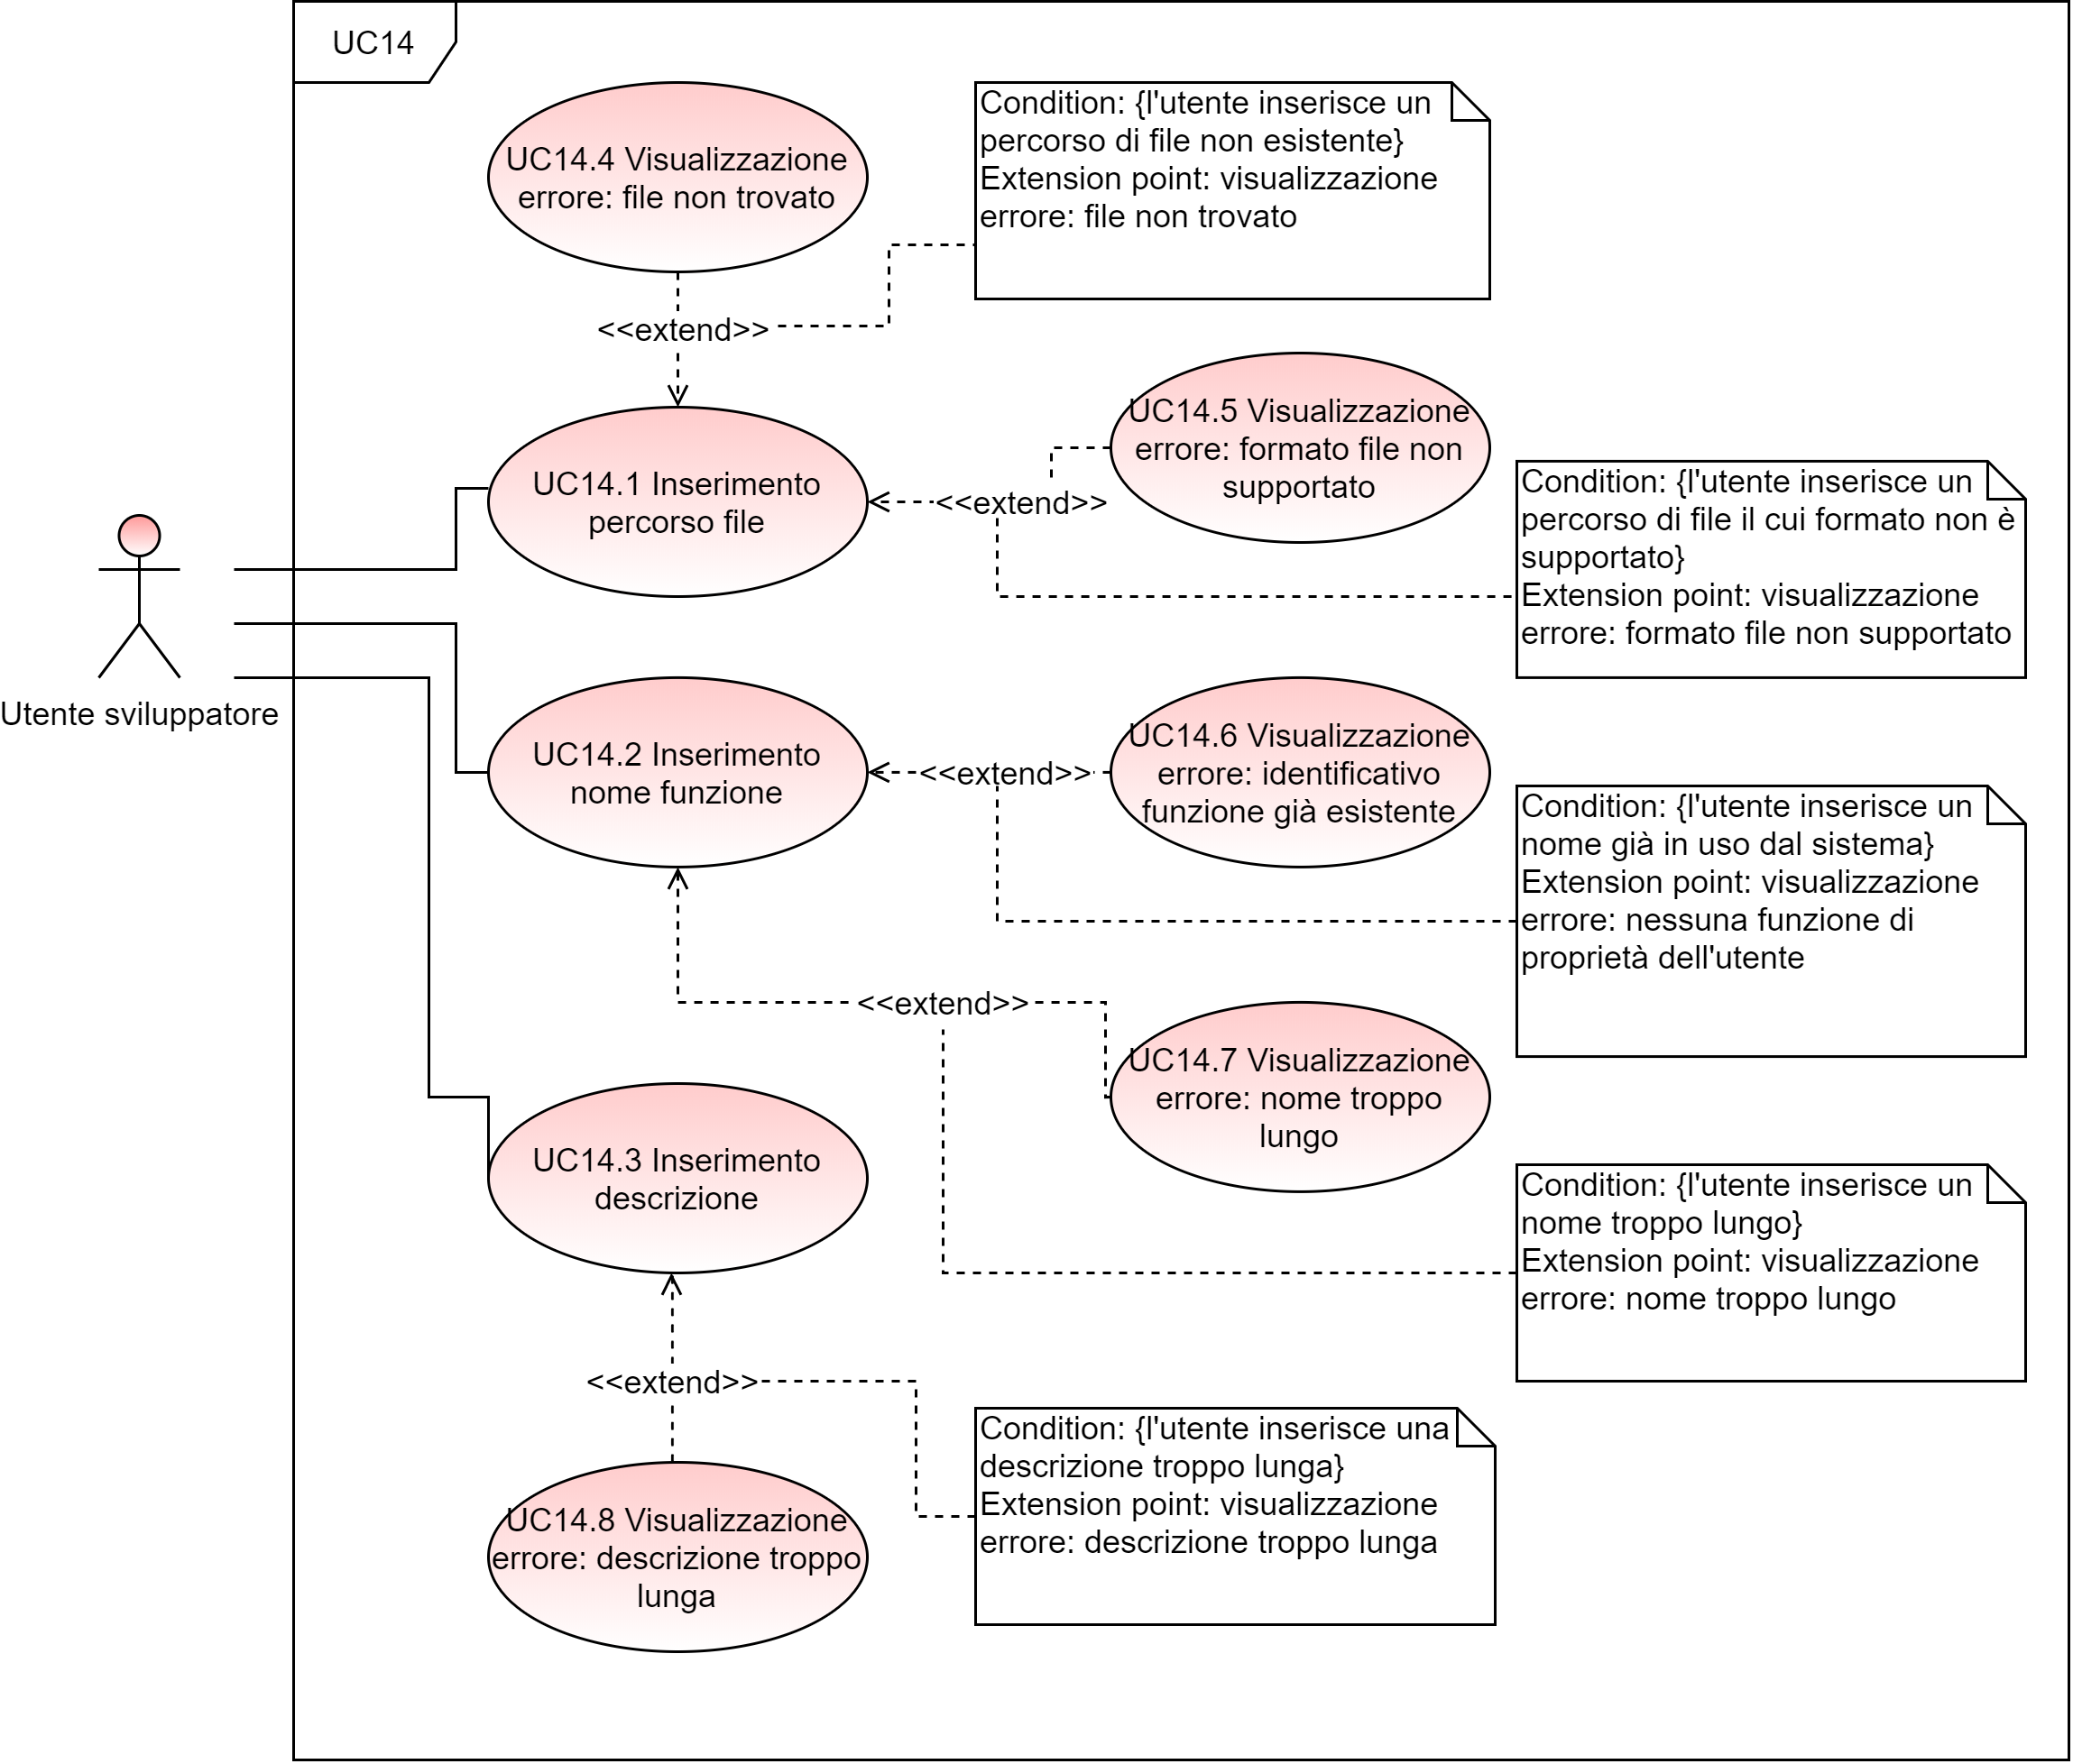 UC14
UC14.4 Visualizzazione
errore: file non trovato
Condition: {l'utente inserisce un
percorso di file non esistente}
Extension point: visualizzazione
errore: file non trovato
<<extend>>
UC14.1 Inserimento
percorso file
<<extend>>
UC14.5 Visualizzazione
errore: formato file non
supportato
Condition: {l'utente inserisce un
percorso di file il cui formato non è
supportato}
Extension point: visualizzazione
errore: formato file non supportato
Utente sviluppatore
UC14.2 Inserimento
nome funzione
<<extend>>
UC14.6 Visualizzazione
errore: identificativo
funzione già esistente
Condition: {l'utente inserisce un
nome già in uso dal sistema}
Extension point: visualizzazione
errore: nessuna funzione di
proprietà dell'utente
<<extend>>
UC14.7 Visualizzazione
errore: nome troppo
lungo
UC14.3 Inserimento
descrizione
Condition: {l'utente inserisce un
nome troppo lungo}
Extension point: visualizzazione
errore: nome troppo lungo
<<extend>>
Condition: {l'utente inserisce una
descrizione troppo lunga}
Extension point: visualizzazione
errore: descrizione troppo lunga
UC14.8 Visualizzazione
errore: descrizione troppo
lunga